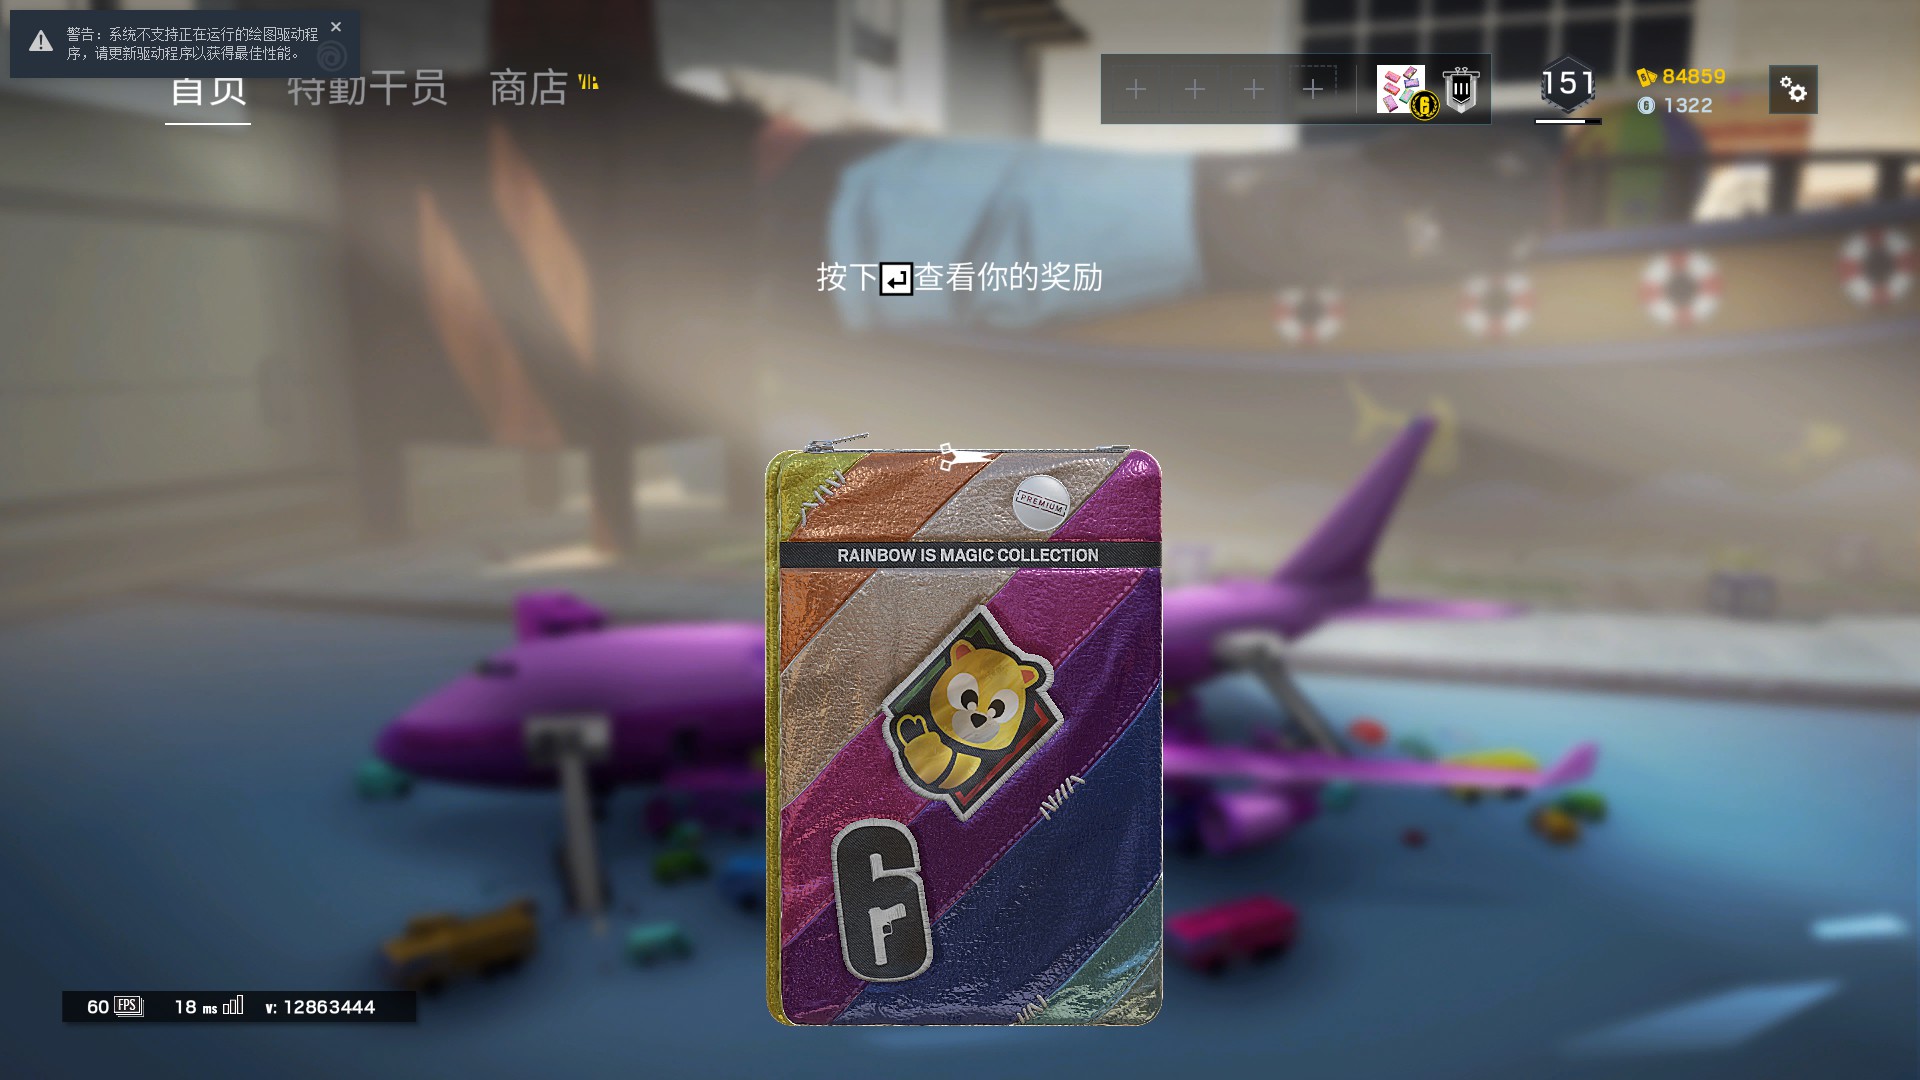 警告：系统不支持正在运行的绘图驱动程
序，请更新驱动程序以获得最佳性能。
首页 特勤干员 商店
III
151
84859
1322
按下查看你的奖励
PREMIUM
RAINBOW IS MAGIC COLLECTION
6
60 FPS 18 ms v: 12863444